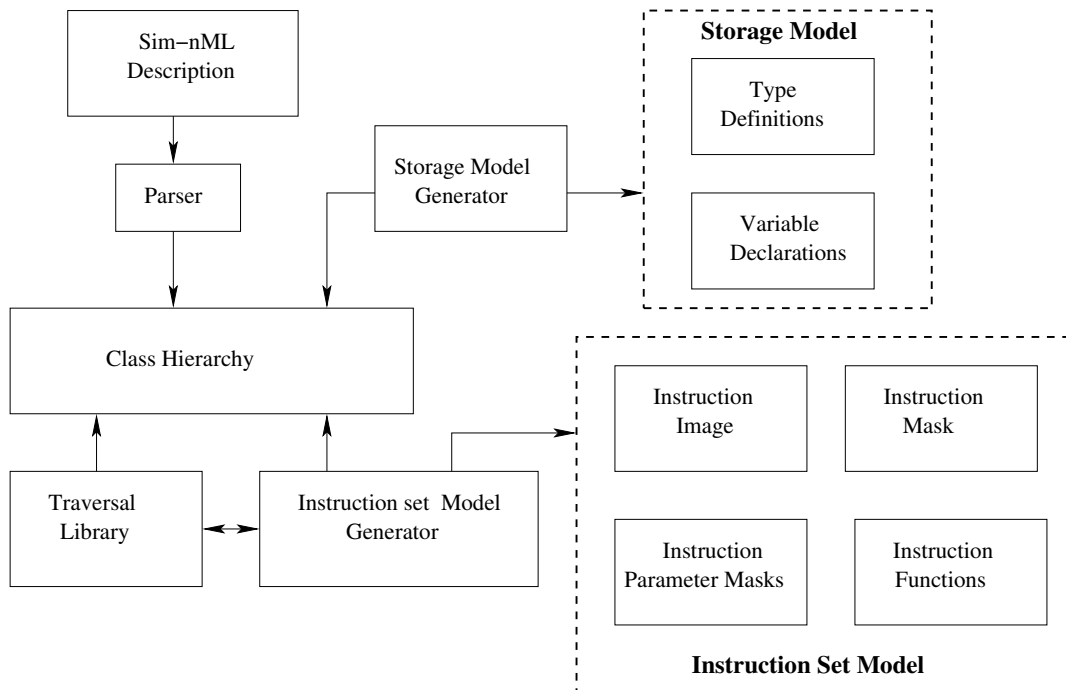 Sim−nML
Description
Parser
Storage Model
Generator
Storage Model
Type
Definitions
Variable
Declarations
Class Hierarchy
Traversal
Library
Instruction set Model
Generator
Instruction
Image
Instruction
Mask
Instruction
Parameter Masks
Instruction
Functions
Instruction Set Model